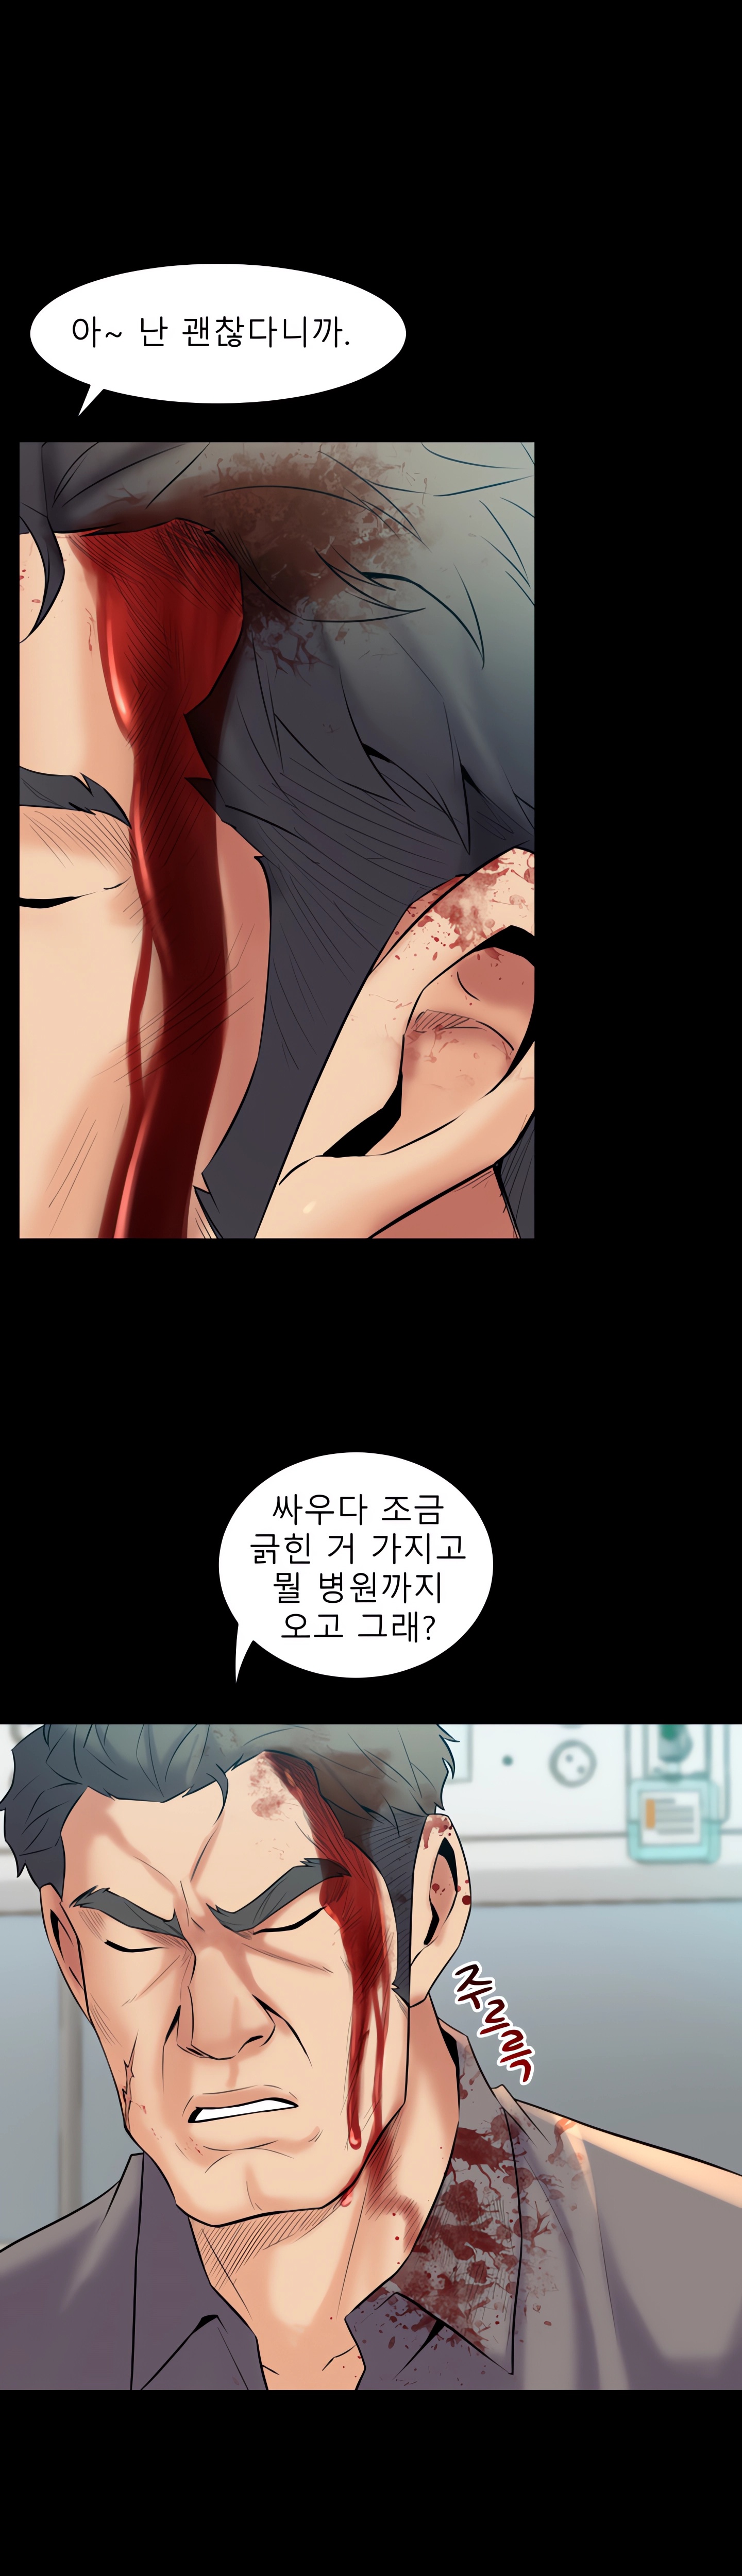 아~ 난 괜찮다니까.
싸우다 조금
긁힌 거 가지고
뭘 병원까지
오고 그래?
주르륵